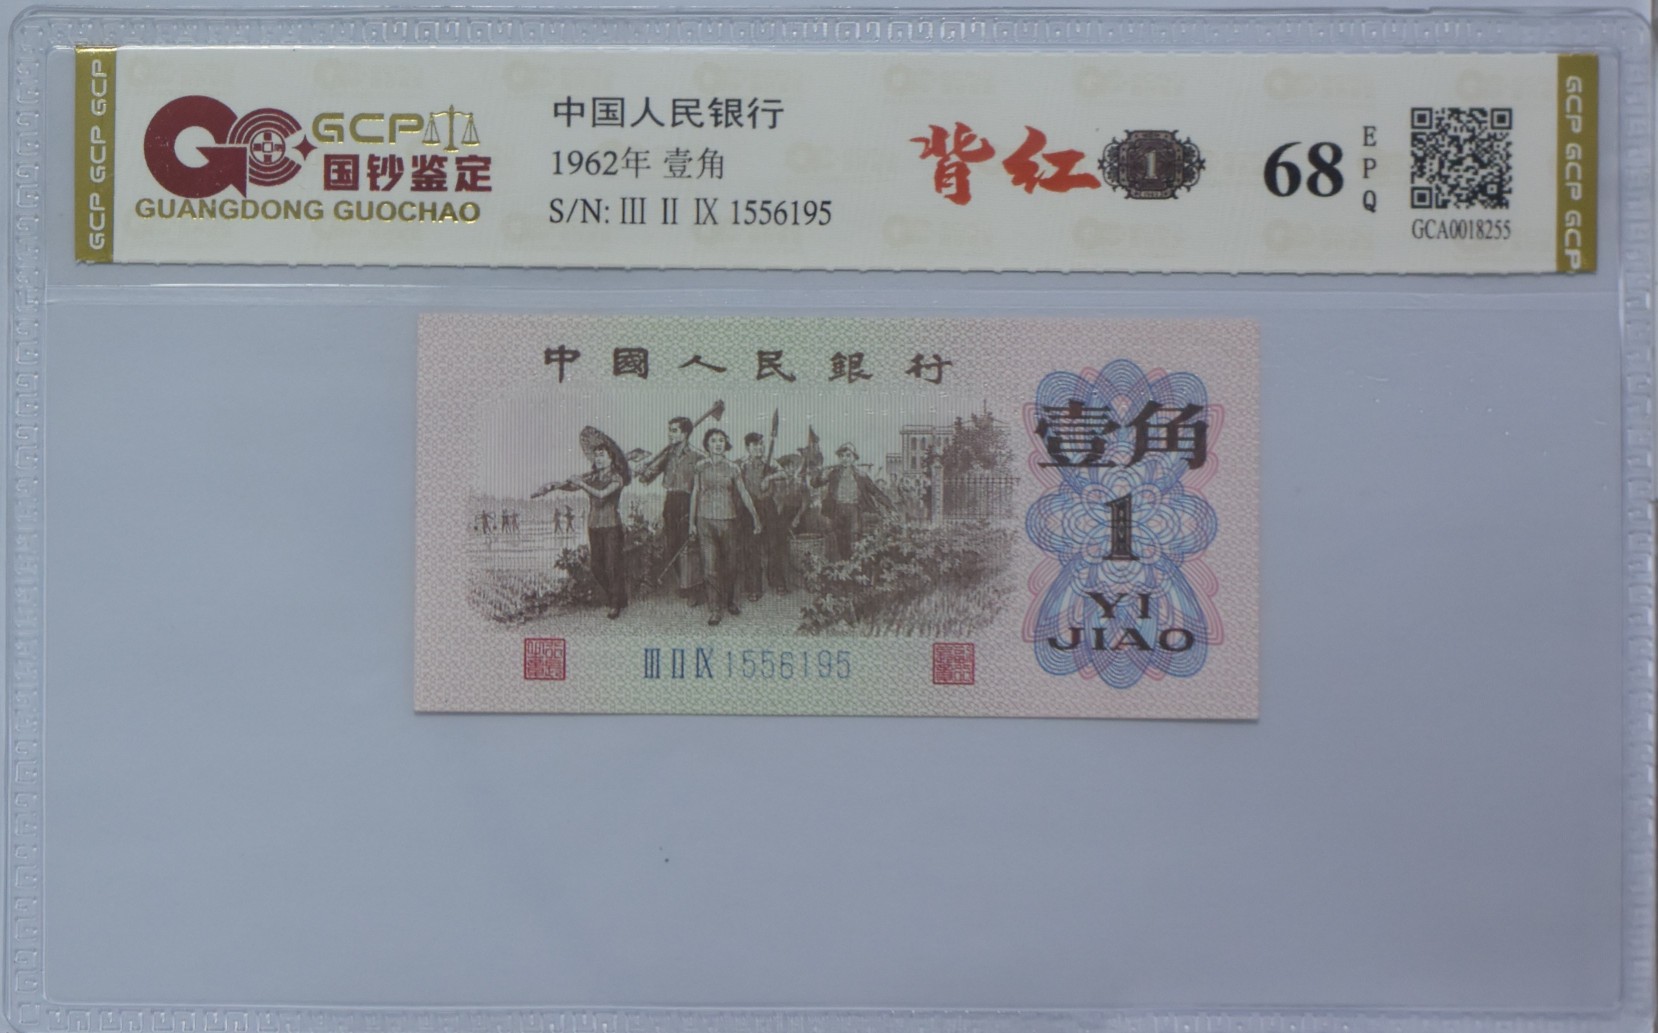 GCP GCP GCP
GCP
国钞鉴定
GUANGDONG GUOCHAO
中国人民银行
1962年 壹角
S/N: Ⅲ Ⅱ Ⅸ 1556195
背红
1
68
EPQ
GCA0018255
GCP GCP GCP
中國人民銀行
壹角
1
YI
JIAO
Ⅲ Ⅱ Ⅸ 1556195